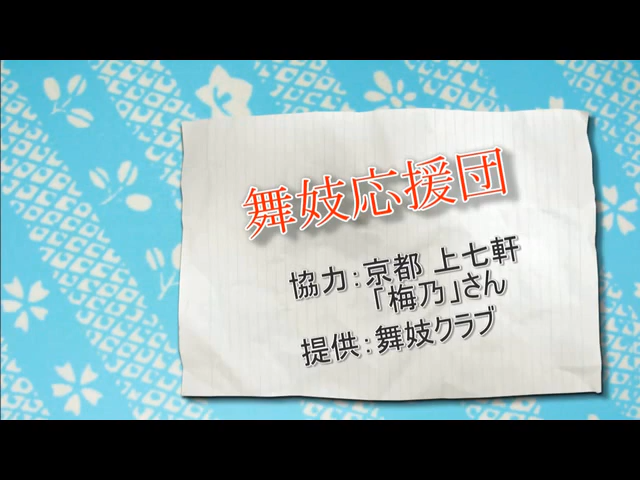 舞妓応援団
協力：京都 上七軒
「梅乃」さん
提供：舞妓クラブ